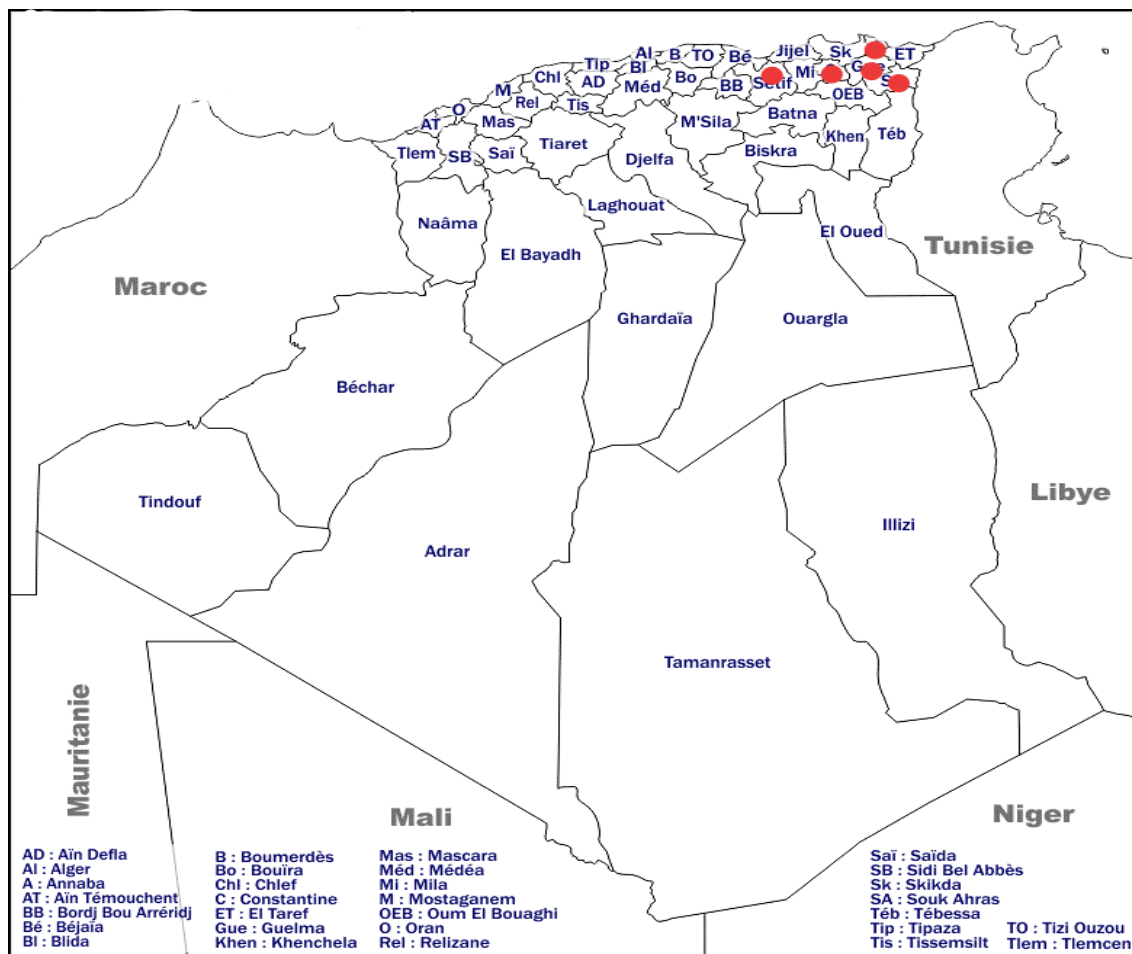 Al B TO Bé Jijel Sk ET
Tip Bl Mi
Chl AD Méd Bo BB Sétif OEB
M Rel Tis M'Sila Batna
O Mas Khen Téb
AT Tiaret Djelfa Biskra
Tlem SB Saï
Laghouat
Naâma El Oued
El Bayadh Tunisie
Maroc
Ghardaïa Ouargla
Béchar
Tindouf Libye
Illizi
Adrar
Tamanrasset
Mauritanie
Mali Niger
AD : Aïn Defla
Al : Alger
A : Annaba
AT : Aïn Témouchent
BB : Bordj Bou Arréridj
Bé : Béjaïa
Bl : Blida
B : Boumerdès
Bo : Bouïra
Chl : Chlef
C : Constantine
ET : El Taref
Gue : Guelma
Khen : Khenchela
Mas : Mascara
Méd : Médéa
Mi : Mila
M : Mostaganem
OEB : Oum El Bouaghi
O : Oran
Rel : Relizane
Saï : Saïda
SB : Sidi Bel Abbès
Sk : Skikda
SA : Souk Ahras
Téb : Tébessa
Tip : Tipaza
Tis : Tissemsilt
TO : Tizi Ouzou
Tlem : Tlemcen